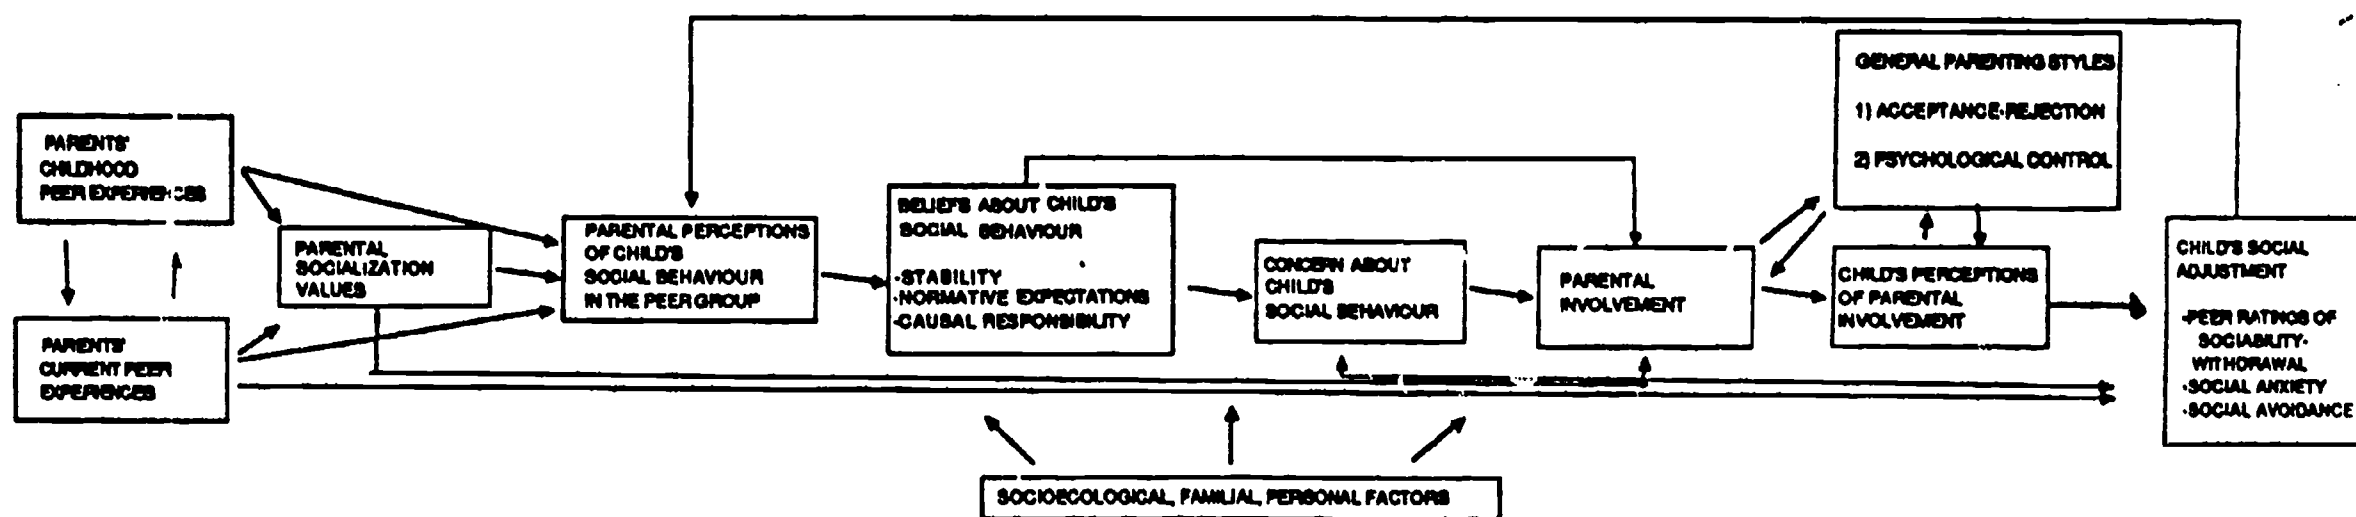 PARENTS'
CHILDHOOD
PEER EXPERIENCES
PARENTS'
CURRENT PEER
EXPERIENCES
PARENTAL
SOCIALIZATION
VALUES
PARENTAL PERCEPTIONS
OF CHILD'S
SOCIAL BEHAVIOUR
IN THE PEER GROUP
BELIEFS ABOUT CHILD'S
SOCIAL BEHAVIOUR
-STABILITY
-NORMATIVE EXPECTATIONS
-CAUSAL RESPONSIBILITY
CONCERN ABOUT
CHILD'S
SOCIAL BEHAVIOUR
PARENTAL
INVOLVEMENT
GENERAL PARENTING STYLES
1) ACCEPTANCE-REJECTION
2) PSYCHOLOGICAL CONTROL
CHILD'S PERCEPTIONS
OF PARENTAL
INVOLVEMENT
CHILD'S SOCIAL
ADJUSTMENT
-PEER RATINGS OF
SOCIABILITY-
WITHDRAWAL
-SOCIAL ANXIETY
-SOCIAL AVOIDANCE
SOCIOECOLOGICAL, FAMILIAL, PERSONAL FACTORS